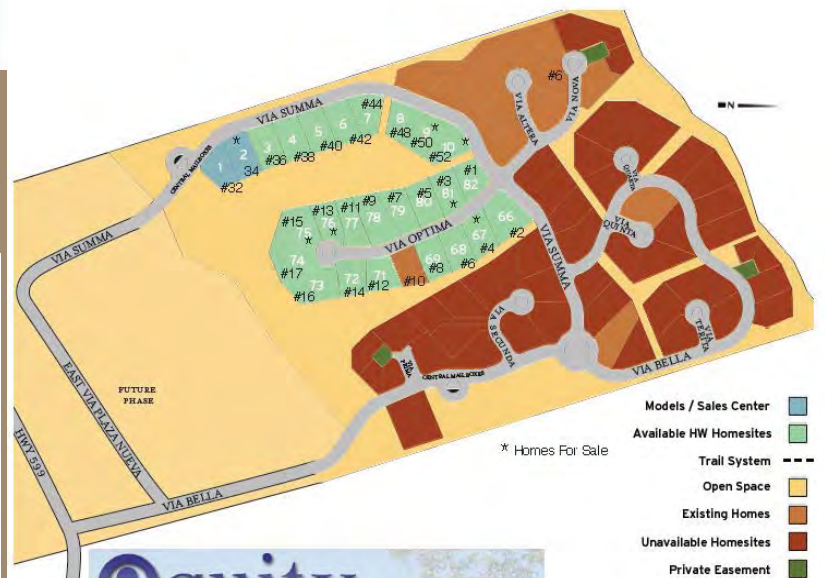 VIA SUMMA
#44
7
6
5
4
3
2
1
#42
#40
#38
#36
34
#32
8
9
10
#48
#50
#52
#6
VIA NOVA
VIA ALTERA
N
CENTRAL MAILBOXES
VIA SUMMA
#1
#3
#5
#7
#9
#11
#13
#15
82
81
80
79
78
77
76
75
74
73
72
71
69
68
67
66
VIA OPTIMA
#17
#16
#14
#12
#10
#8
#6
#4
#2
VIA SUMMA
VIA QUINTA
VIA SECUNDA
VIA TERTIA
VIA BELLA
CENTRAL MAILBOXES
EAST VIA PLAZA NUEVA
FUTURE
PHASE
HWY 599
VIA BELLA
* Homes For Sale
Models / Sales Center
Available HW Homesites
Trail System
Open Space
Existing Homes
Unavailable Homesites
Private Easement